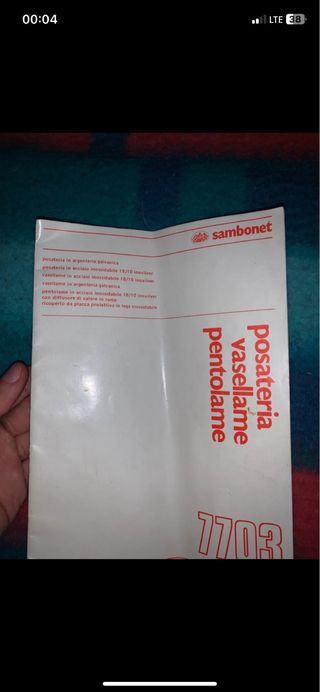 00:04
LTE 38
sambonet
posateria in argenteria galvanica
posateria in acciaio inossidabile 18/10 inoxilver
vasellame in acciaio inossidabile 18/10 inoxilver
vasellame in argenteria galvanica
pentolame in acciaio inossidabile 18/10 inoxilver
con diffusore di calore in rame
ricoperto da piacca protettiva in lega inossidabile
posateria
vasellame
pentolame
7703